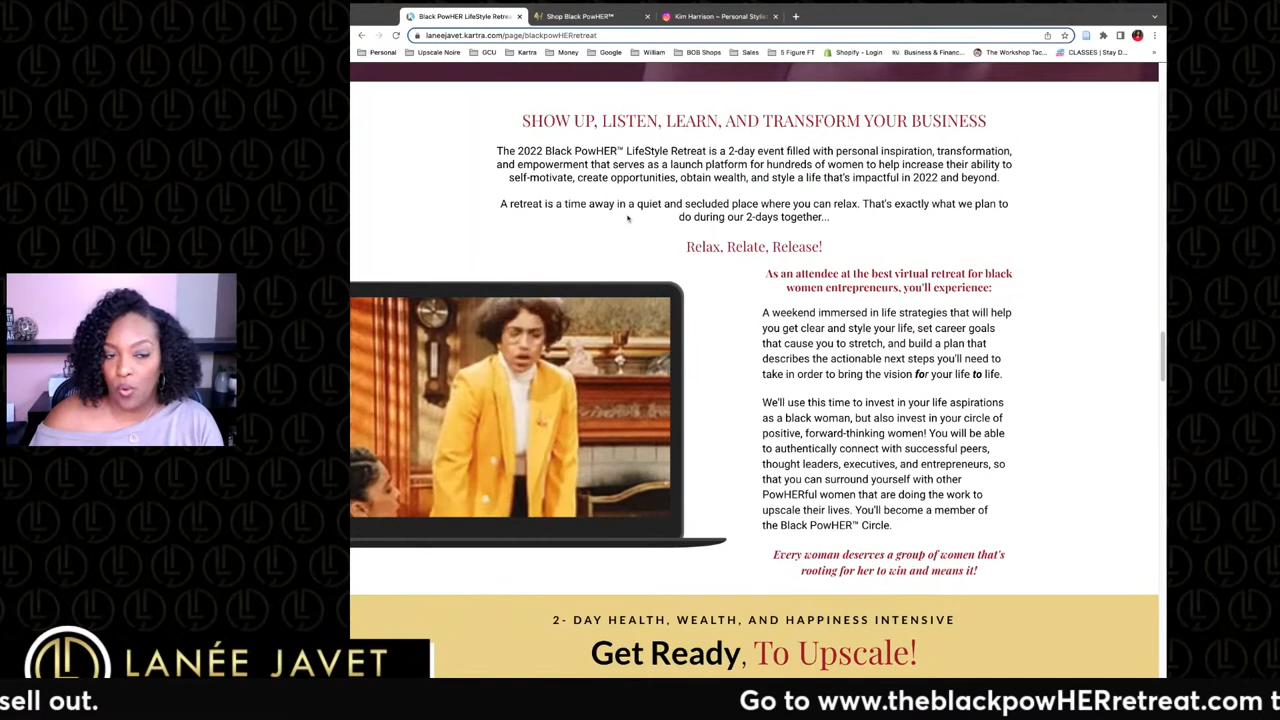 Black PowHER LifeStyle Retrea
Shop Black PowHER™
Kim Harrison – Personal Stylis
laneejavet.kartra.com/page/blackpowHERretreat
Personal
Upscale Noire
GCU
Kartra
Money
Google
William
BOB Shops
Sales
5 Figure FT
Shopify - Login
Business & Financ...
The Workshop Tac...
CLASSES | Stay D...
SHOW UP, LISTEN, LEARN, AND TRANSFORM YOUR BUSINESS
The 2022 Black PowHER™ LifeStyle Retreat is a 2-day event filled with personal inspiration, transformation,
and empowerment that serves as a launch platform for hundreds of women to help increase their ability to
self-motivate, create opportunities, obtain wealth, and style a life that's impactful in 2022 and beyond.
A retreat is a time away in a quiet and secluded place where you can relax. That's exactly what we plan to
do during our 2-days together...
Relax, Relate, Release!
As an attendee at the best virtual retreat for black
women entrepreneurs, you'll experience:
A weekend immersed in life strategies that will help
you get clear and style your life, set career goals
that cause you to stretch, and build a plan that
describes the actionable next steps you'll need to
take in order to bring the vision for your life to life.
We'll use this time to invest in your life aspirations
as a black woman, but also invest in your circle of
positive, forward-thinking women! You will be able
to authentically connect with successful peers,
thought leaders, executives, and entrepreneurs, so
that you can surround yourself with other
PowHERful women that are doing the work to
upscale their lives. You'll become a member of
the Black PowHER™ Circle.
Every woman deserves a group of women that's
rooting for her to win and means it!
2- DAY HEALTH, WEALTH, AND HAPPINESS INTENSIVE
Get Ready, To Upscale!
LANÉE JAVET
sell out.
Go to www.theblackpowHERretreat.com t